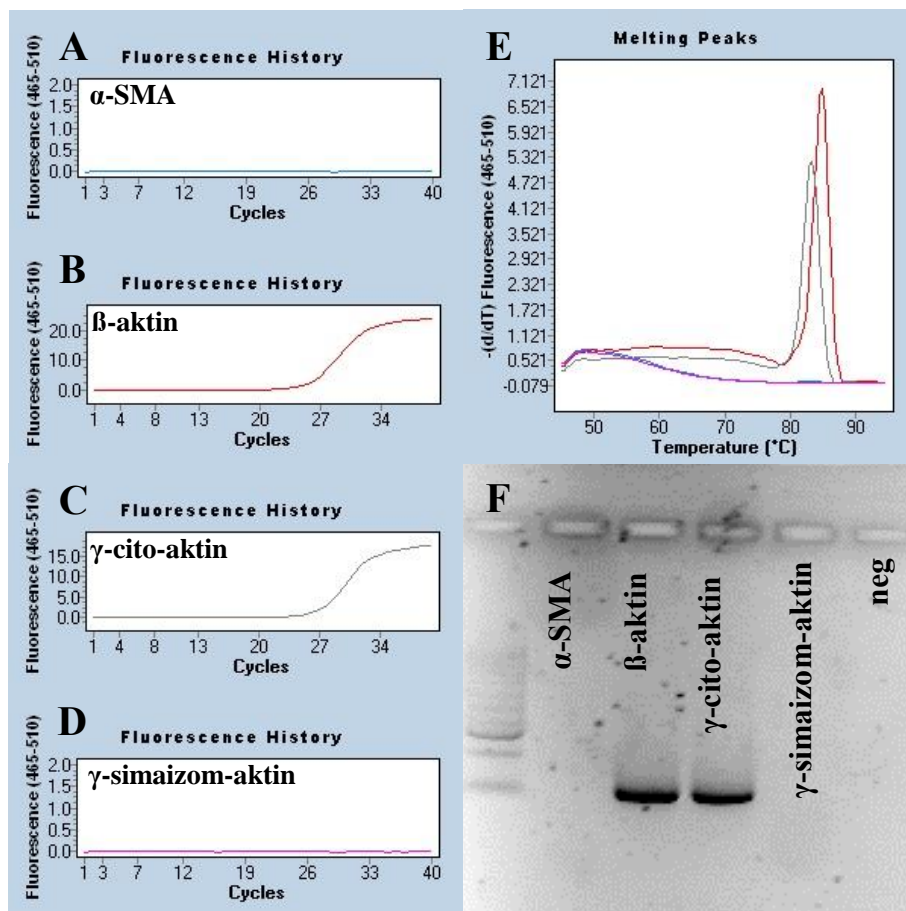 A
Fluorescence History
Fluorescence (465-510)
α-SMA
2.0
1.5
1.0
0.5
0.0
1 3 7 12 19 26 33 40
Cycles
B
Fluorescence History
Fluorescence (465-510)
ß-aktin
20.0
10.0
0.0
1 4 8 13 20 27 34
Cycles
C
Fluorescence History
Fluorescence (465-510)
γ-cito-aktin
15.0
10.0
5.0
0.0
1 4 8 13 20 27 34
Cycles
D
Fluorescence History
Fluorescence (465-510)
γ-simaizom-aktin
2.0
1.5
1.0
0.5
0.0
1 3 7 12 19 26 33 40
Cycles
E
Melting Peaks
-(d/dT) Fluorescence (465-510)
7.121
6.521
5.921
5.321
4.721
4.121
3.521
2.921
2.321
1.721
1.121
0.521
-0.079
50 60 70 80 90
Temperature (°C)
F
α-SMA
ß-aktin
γ-cito-aktin
γ-simaizom-aktin
neg